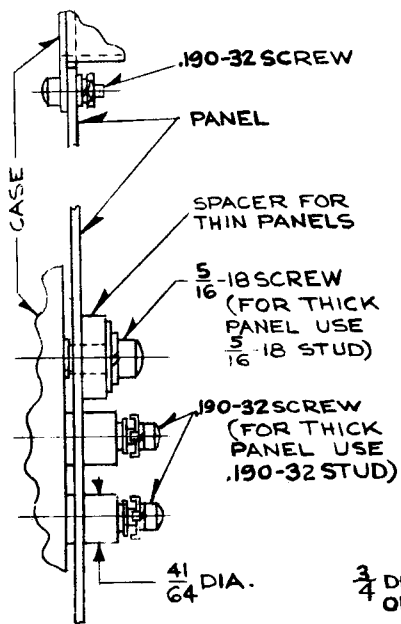 .190-32 SCREW
PANEL
CASE
SPACER FOR
THIN PANELS
5/16-18 SCREW
(FOR THICK
PANEL USE
5/16-18 STUD)
.190-32 SCREW
(FOR THICK
PANEL USE
.190-32 STUD)
41/64 DIA.
3/4 D
O